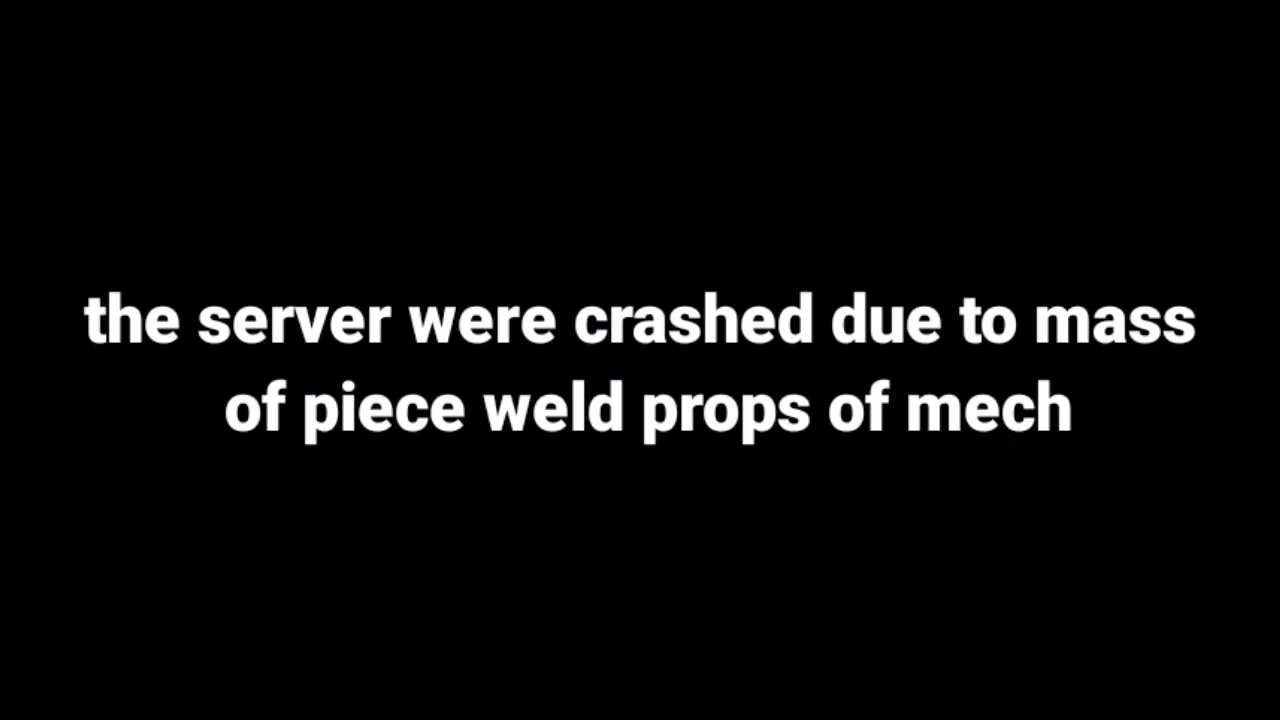 the server were crashed due to mass
of piece weld props of mech